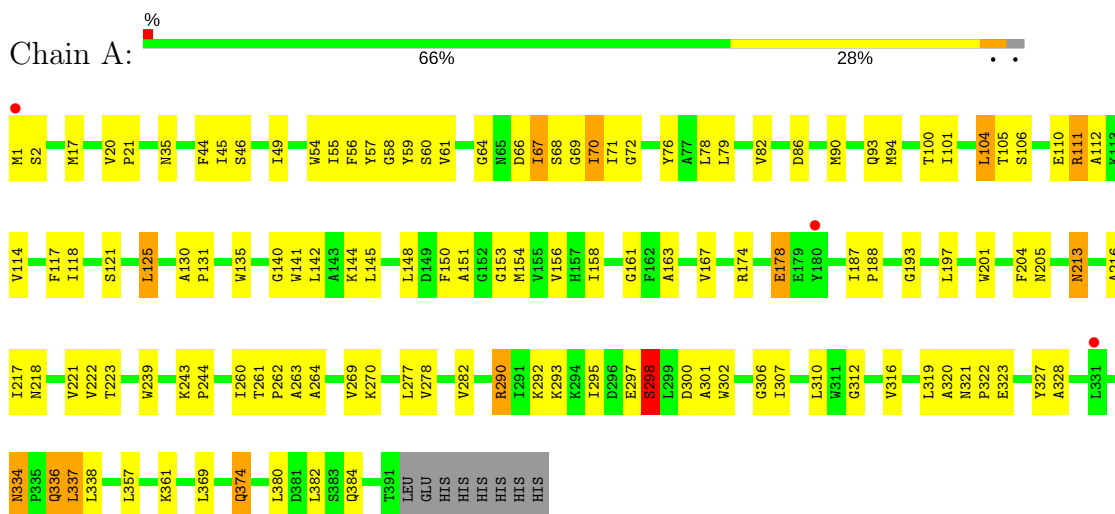 %
Chain A:
66% 28% • •
M1 S2 M17 V20 P21 N35 F44 I45 S46 I49 W54 I55 F56 Y57 G58 Y59 S60 V61 G64 N65 D66 I67 S68 G69 I70 I71 G72 Y76 A77 L78 L79 V82 D86 M90 Q93 M94 T100 I101 L104 T105 S106 E110 R111 A112 K113
V114 F117 I118 S121 L125 A130 P131 W135 G140 W141 L142 A143 K144 L145 L148 D149 F150 A151 G152 G153 M154 V155 V156 H157 I158 G161 F162 A163 V167 R174 E178 E179 Y180 I187 P188 G193 L197 W201 F204 N205 N213 A216
I217 N218 V221 V222 T223 W239 K243 P244 I260 T261 P262 A263 A264 V269 K270 L277 V278 V282 R290 I291 K292 K293 K294 I295 D296 E297 S298 L299 D300 A301 W302 G306 I307 L310 W311 G312 V316 L319 A320 N321 P322 E323 Y327 A328 L331
N334 P335 Q336 L337 L338 L357 K361 L369 Q374 L380 D381 L382 S383 Q384 T391 LEU GLU HIS HIS HIS HIS HIS HIS